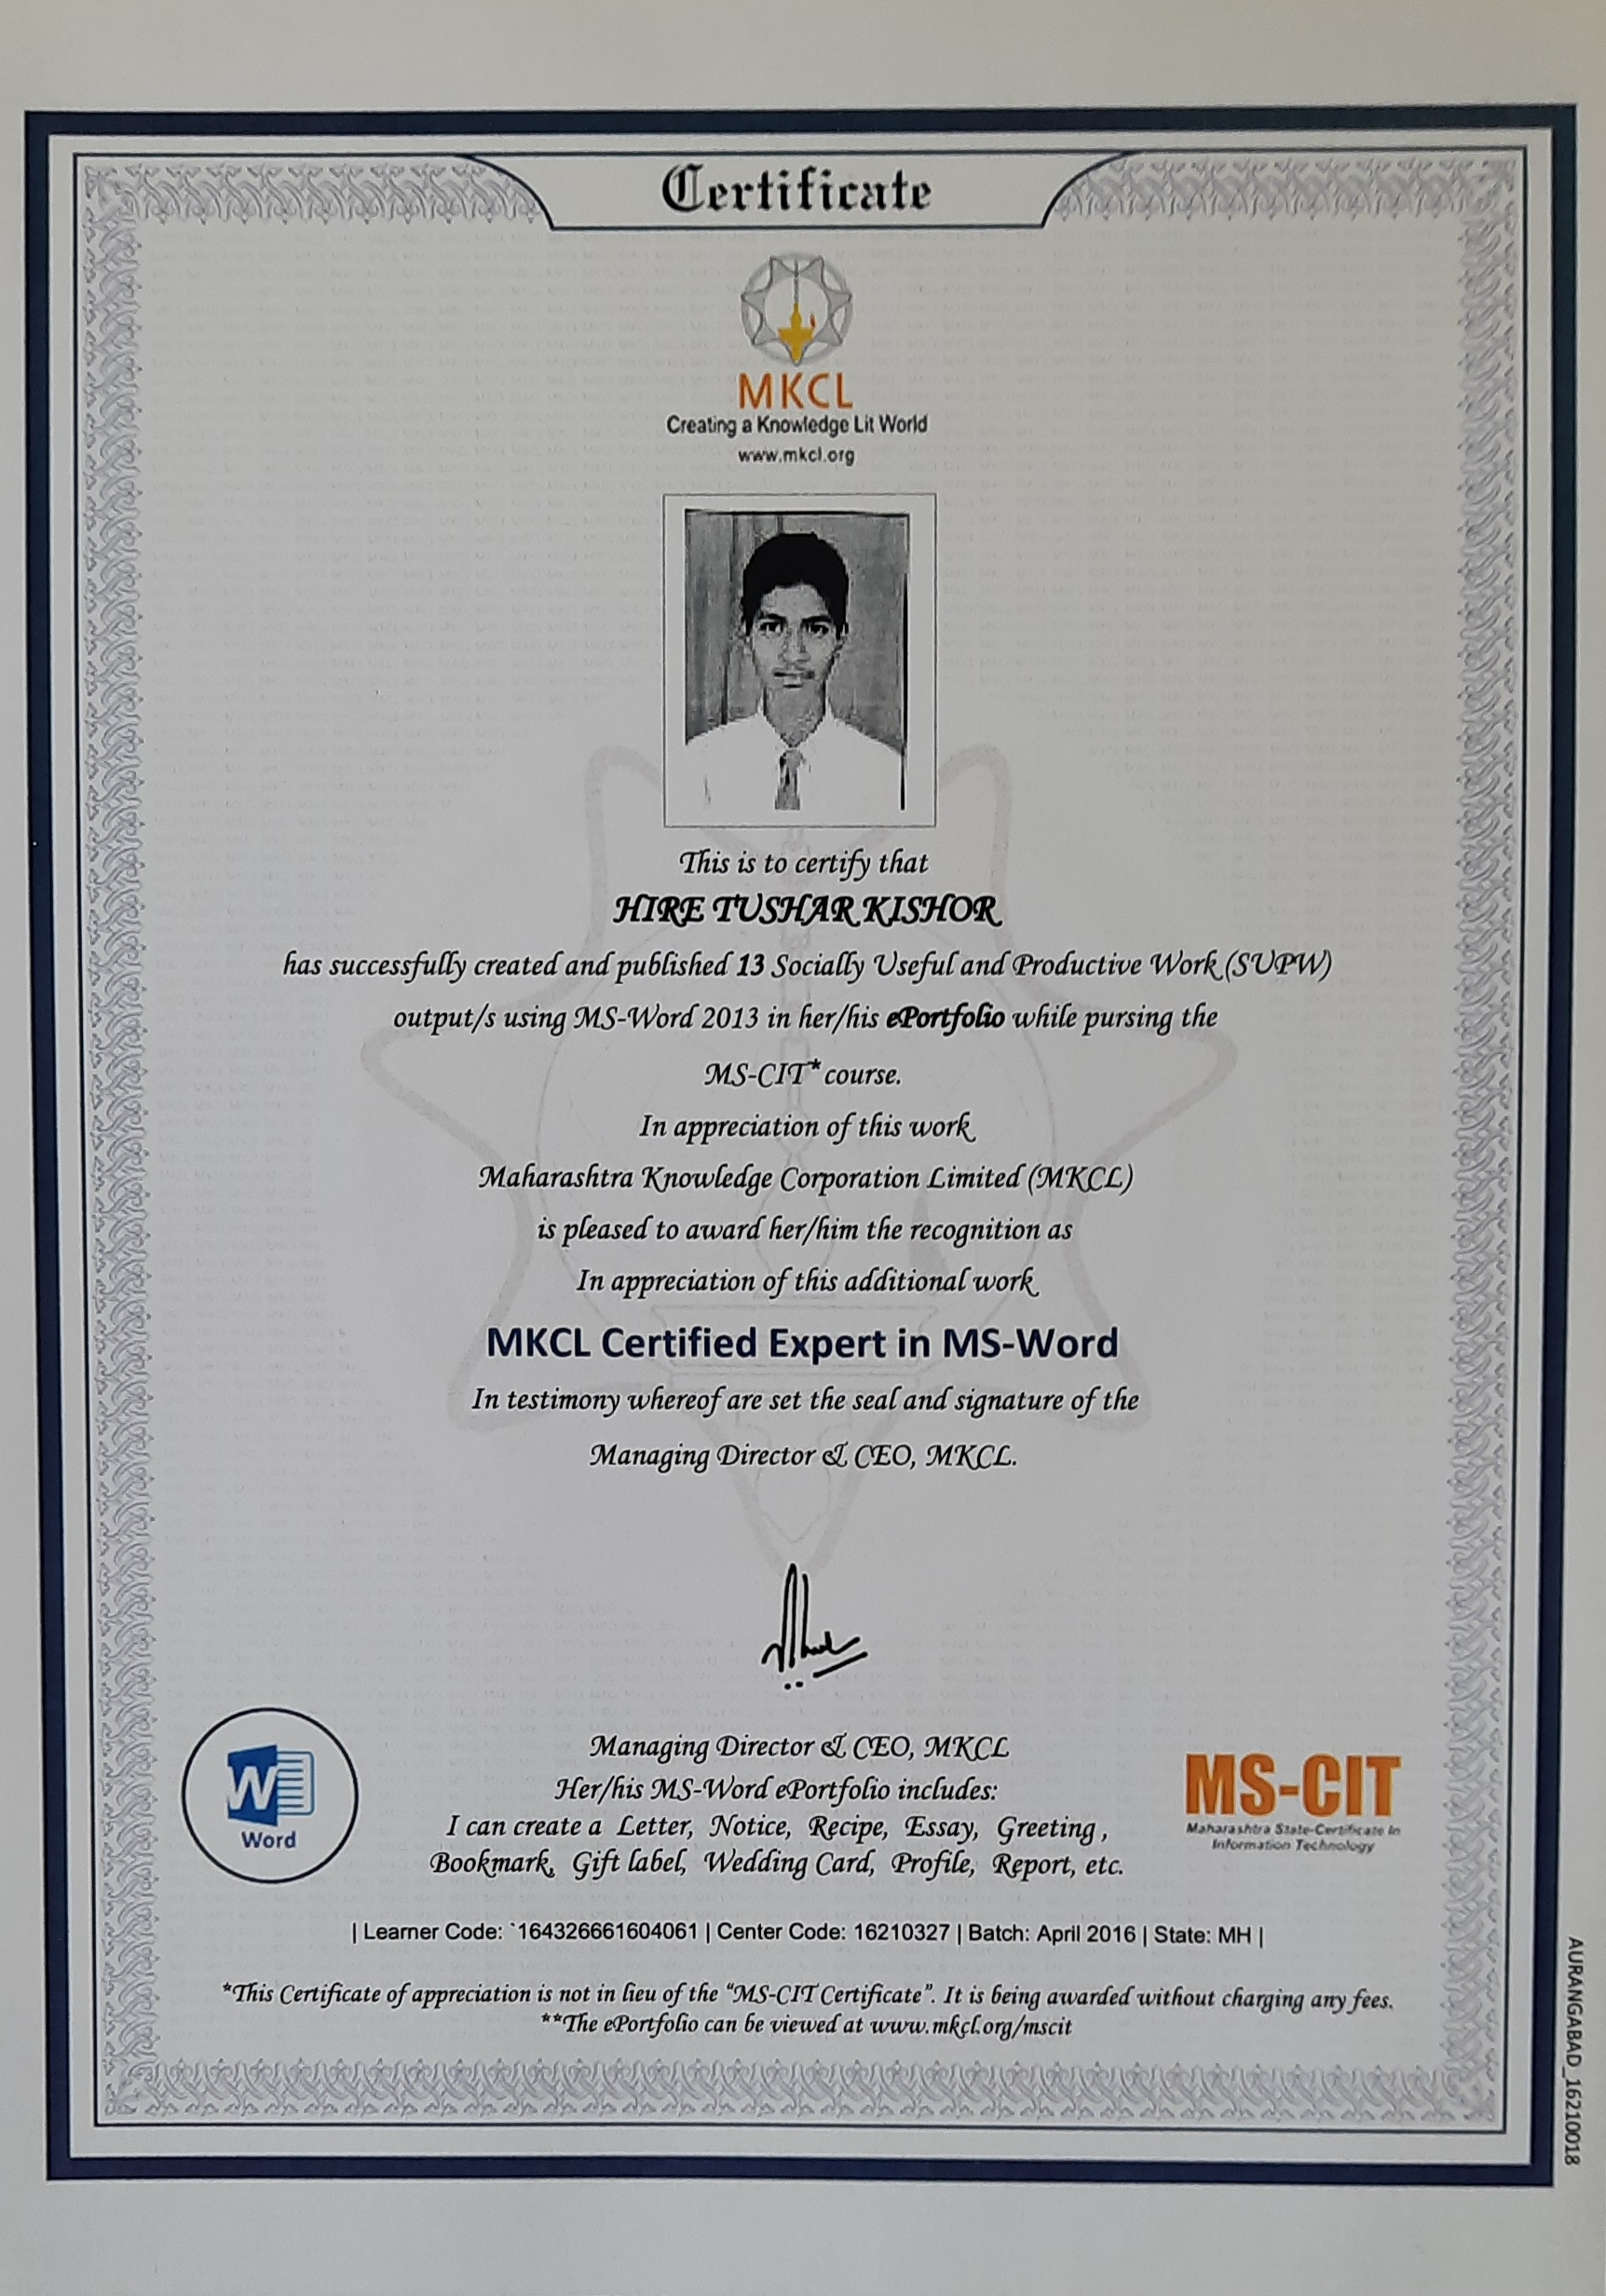 Certificate
MKCL
Creating a Knowledge Lit World
www.mkcl.org
This is to certify that
HIRE TUSHAR KISHOR
has successfully created and published 13 Socially Useful and Productive Work (SUPW)
output/s using MS-Word 2013 in her/his ePortfolio while pursing the
MS-CIT* course.
In appreciation of this work
Maharashtra Knowledge Corporation Limited (MKCL)
is pleased to award her/him the recognition as
In appreciation of this additional work
MKCL Certified Expert in MS-Word
In testimony whereof are set the seal and signature of the
Managing Director & CEO, MKCL.
Managing Director & CEO, MKCL
Her/his MS-Word ePortfolio includes:
I can create a Letter, Notice, Recipe, Essay, Greeting,
Bookmark, Gift label, Wedding Card, Profile, Report, etc.
W
Word
MS-CIT
Maharashtra State-Certificate In
Information Technology
| Learner Code: `164326661604061 | Center Code: 16210327 | Batch: April 2016 | State: MH |
*This Certificate of appreciation is not in lieu of the “MS-CIT Certificate”. It is being awarded without charging any fees.
**The ePortfolio can be viewed at www.mkcl.org/mscit
AURANGABAD_16210018